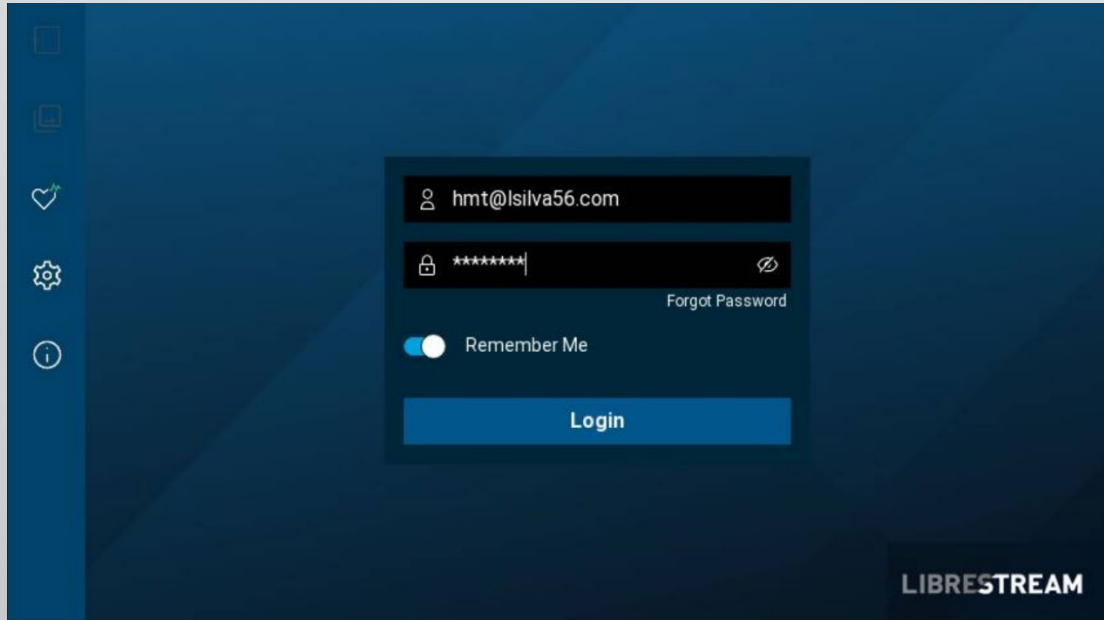 hmt@lsilva56.com
********
Forgot Password
Remember Me
Login
LIBRESTREAM